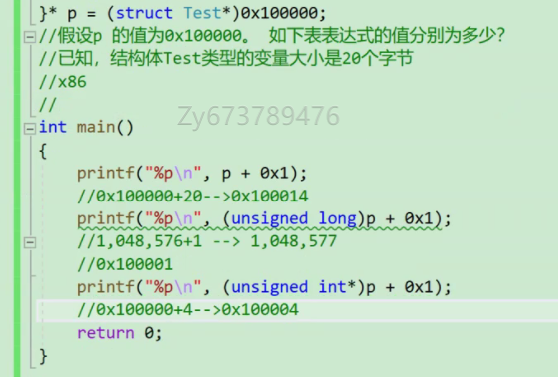 }* p = (struct Test*)0x100000;
//假设p 的值为0x100000。 如下表表达式的值分别为多少？
//已知，结构体Test类型的变量大小是20个字节
//x86
//
Zy673789476
int main()
{
printf("%p\n", p + 0x1);
//0x100000+20-->0x100014
printf("%p\n", (unsigned long)p + 0x1);
//1,048,576+1 --> 1,048,577
//0x100001
printf("%p\n", (unsigned int*)p + 0x1);
//0x100000+4-->0x100004
return 0;
}